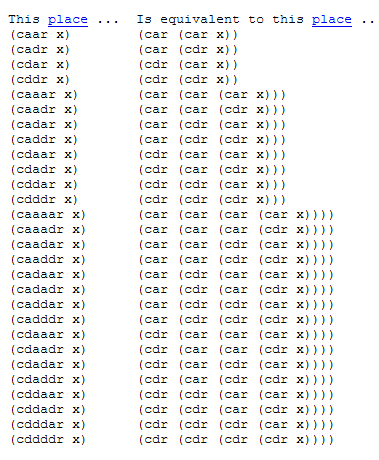 This place ...  Is equivalent to this place ..
(caar x)        (car (car x))
(cadr x)        (car (cdr x))
(cdar x)        (cdr (car x))
(cddr x)        (cdr (cdr x))
(caaar x)       (car (car (car x)))
(caadr x)       (car (car (cdr x)))
(cadar x)       (car (cdr (car x)))
(caddr x)       (car (cdr (cdr x)))
(cdaar x)       (cdr (car (car x)))
(cdadr x)       (cdr (car (cdr x)))
(cddar x)       (cdr (cdr (car x)))
(cdddr x)       (cdr (cdr (cdr x)))
(caaaar x)      (car (car (car (car x))))
(caaadr x)      (car (car (car (cdr x))))
(caadar x)      (car (car (cdr (car x))))
(caaddr x)      (car (car (cdr (cdr x))))
(cadaar x)      (car (cdr (car (car x))))
(cadadr x)      (car (cdr (car (cdr x))))
(caddar x)      (car (cdr (cdr (car x))))
(cadddr x)      (car (cdr (cdr (cdr x))))
(cdaaar x)      (cdr (car (car (car x))))
(cdaadr x)      (cdr (car (car (cdr x))))
(cdadar x)      (cdr (car (cdr (car x))))
(cdaddr x)      (cdr (car (cdr (cdr x))))
(cddaar x)      (cdr (cdr (car (car x))))
(cddadr x)      (cdr (cdr (car (cdr x))))
(cdddar x)      (cdr (cdr (cdr (car x))))
(cddddr x)      (cdr (cdr (cdr (cdr x))))